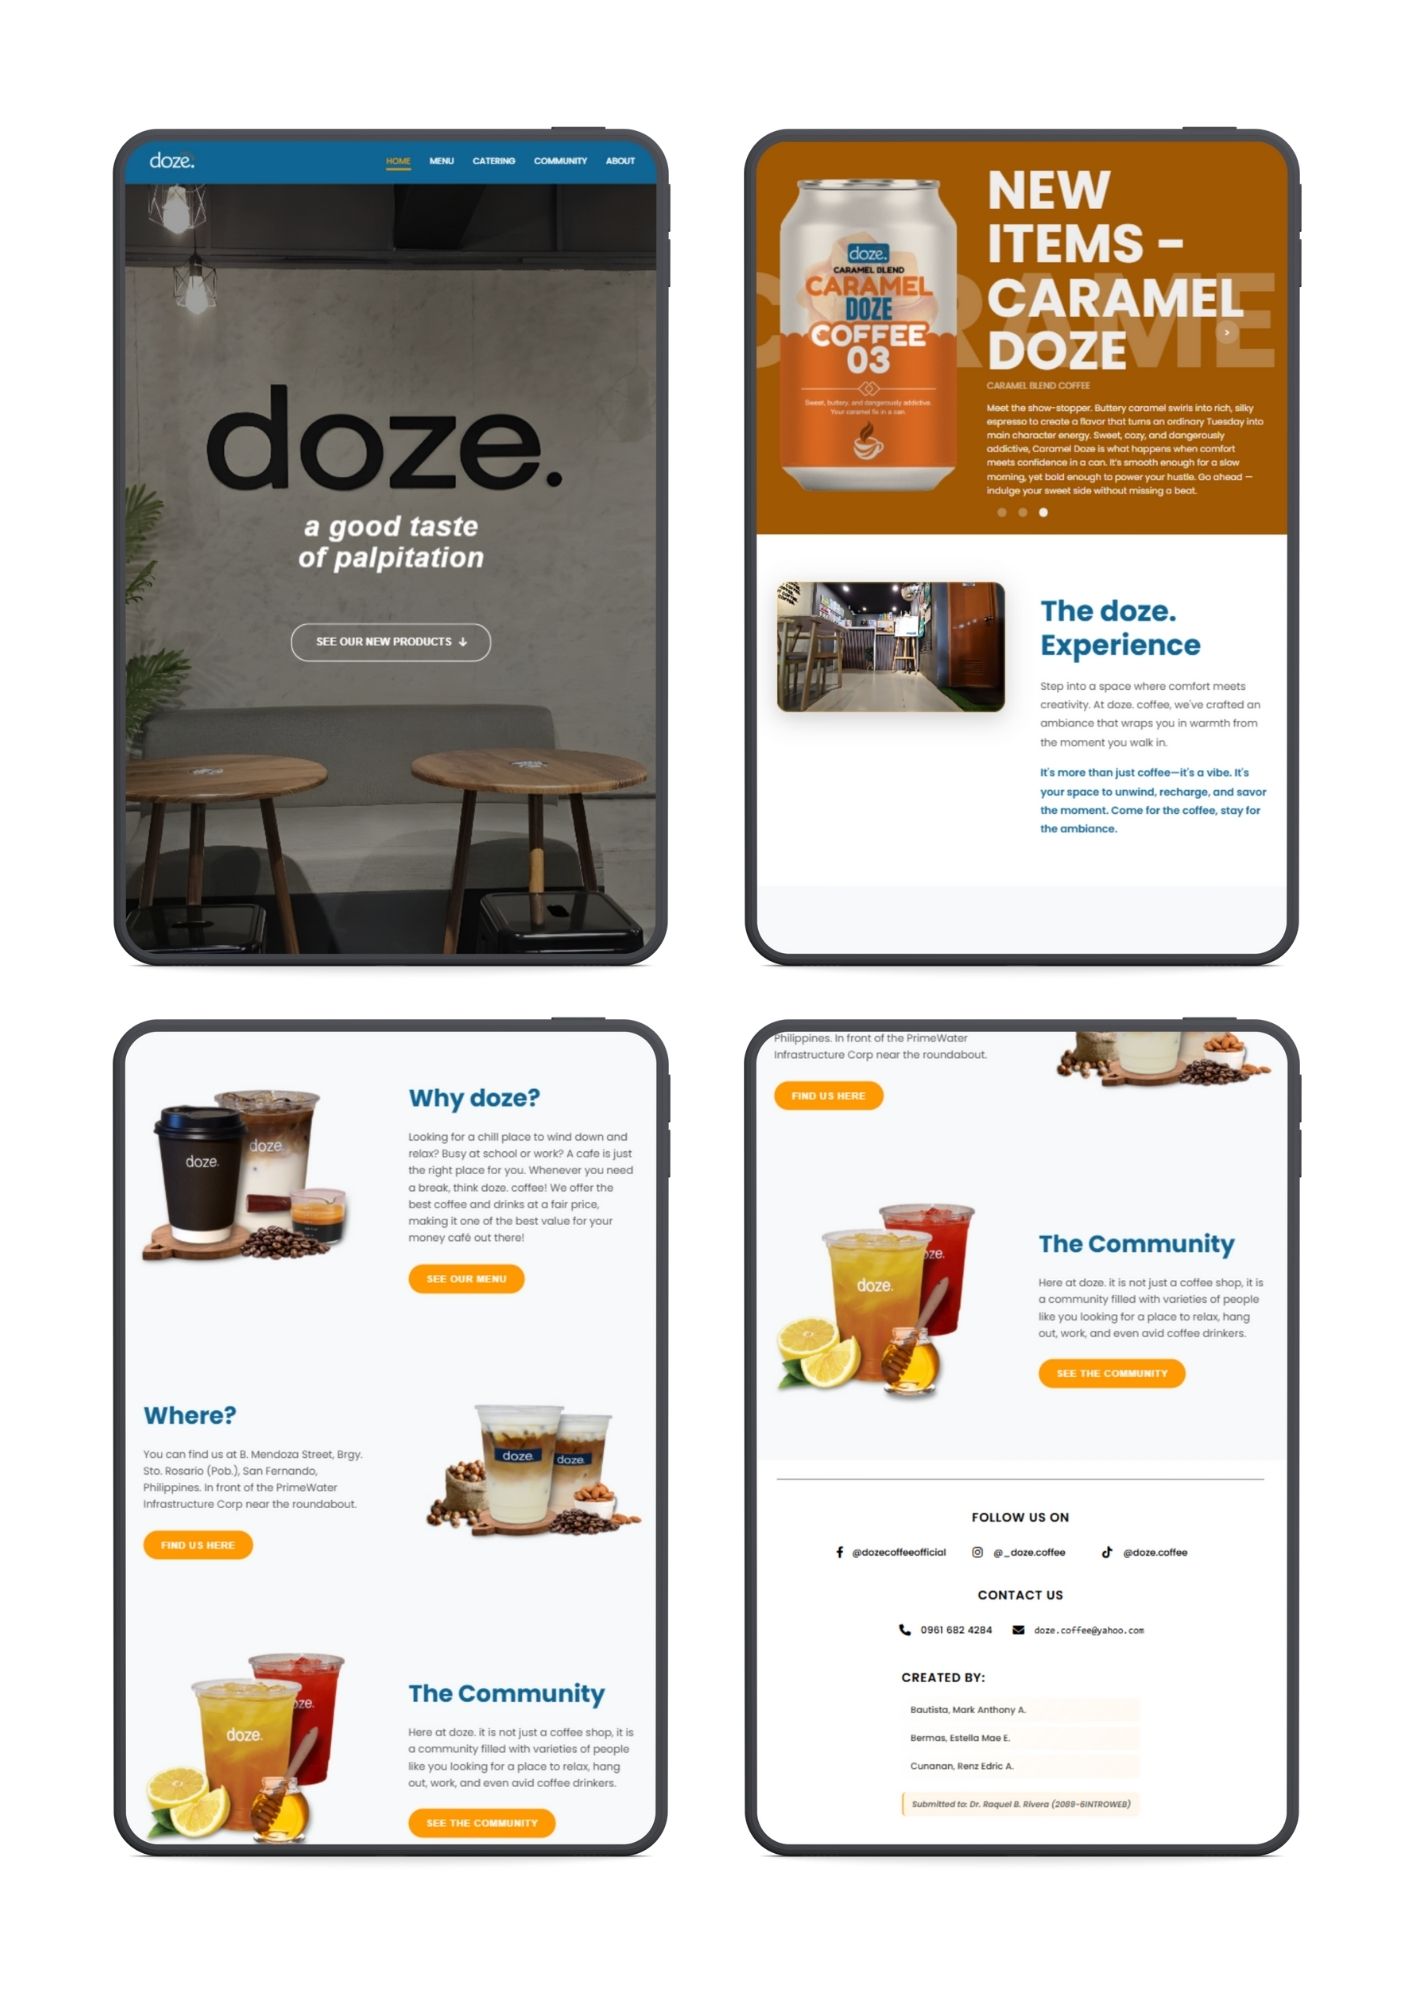 doze.
HOME MENU CATERING COMMUNITY ABOUT
doze.
a good taste
of palpitation
SEE OUR NEW PRODUCTS ↓
CARAME
doze.
CARAMEL BLEND
CARAMEL
DOZE
COFFEE
03
Sweet, buttery, and dangerously addictive.
Your caramel fix in a can.
NEW
ITEMS -
CARAMEL
DOZE
CARAMEL BLEND COFFEE
Meet the show-stopper. Buttery caramel swirls into rich, silky
espresso to create a flavor that turns an ordinary Tuesday into
main character energy. Sweet, cozy, and dangerously
addictive, Caramel Doze is what happens when comfort
meets confidence in a can. It's smooth enough for a slow
morning, yet bold enough to power your hustle. Go ahead —
indulge your sweet side without missing a beat.
The doze.
Experience
Step into a space where comfort meets
creativity. At doze. coffee, we've crafted an
ambiance that wraps you in warmth from
the moment you walk in.
It's more than just coffee—it's a vibe. It's
your space to unwind, recharge, and savor
the moment. Come for the coffee, stay for
the ambiance.
doze.
doze.
Why doze?
Looking for a chill place to wind down and
relax? Busy at school or work? A cafe is just
the right place for you. Whenever you need
a break, think doze. coffee! We offer the
best coffee and drinks at a fair price,
making it one of the best value for your
money café out there!
SEE OUR MENU
Where?
You can find us at B. Mendoza Street, Brgy.
Sto. Rosario (Pob.), San Fernando,
Philippines. In front of the PrimeWater
Infrastructure Corp near the roundabout.
FIND US HERE
doze.
doze.
doze.
oze.
The Community
Here at doze. it is not just a coffee shop, it is
a community filled with varieties of people
like you looking for a place to relax, hang
out, work, and even avid coffee drinkers.
SEE THE COMMUNITY
Philippines. In front of the PrimeWater
Infrastructure Corp near the roundabout.
FIND US HERE
doze.
oze.
The Community
Here at doze. it is not just a coffee shop, it is
a community filled with varieties of people
like you looking for a place to relax, hang
out, work, and even avid coffee drinkers.
SEE THE COMMUNITY
FOLLOW US ON
@dozecoffeeofficial @_doze.coffee @doze.coffee
CONTACT US
0961 682 4284 doze.coffee@yahoo.com
CREATED BY:
Bautista, Mark Anthony A.
Bermas, Estella Mae E.
Cunanan, Renz Edric A.
Submitted to: Dr. Raquel B. Rivera (2089-6INTROWEB)